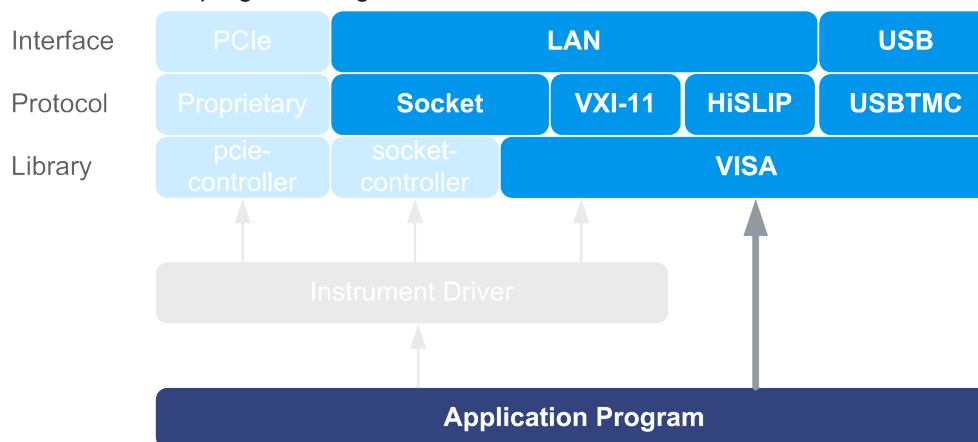 Interface PCIe LAN USB
Protocol Proprietary Socket VXI-11 HiSLIP USBTMC
Library pcie-
controller socket-
controller VISA
Instrument Driver
Application Program